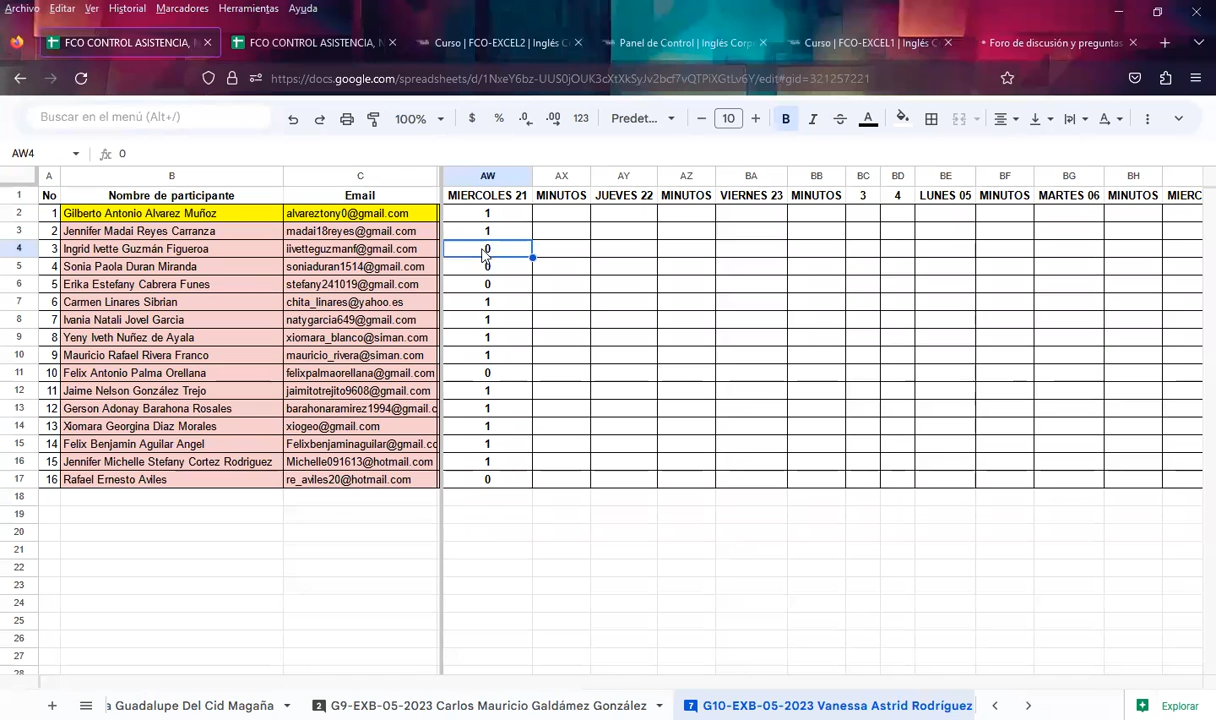 Archivo Editar Ver Historial Marcadores Herramientas Ayuda
FCO CONTROL ASISTENCIA, FCO CONTROL ASISTENCIA, Curso | FCO-EXCEL2 | Inglés C Panel de Control | Inglés Corp Curso | FCO-EXCEL1 | Inglés C Foro de discusión y preguntas
https://docs.google.com/spreadsheets/d/1NxeY6bz-UUS0jOUK3cXtXkSyJv2bcf7vQTPiXGtLv6Y/edit#gid=321257221
Buscar en el menú (Alt+/) 100% $ % .0 .00 123 Predet... 10 B I A
AW4 fx 0
A B C AW AX AY AZ BA BB BC BD BE BF BG BH
1 No Nombre de participante Email MIERCOLES 21 MINUTOS JUEVES 22 MINUTOS VIERNES 23 MINUTOS 3 4 LUNES 05 MINUTOS MARTES 06 MINUTOS MIERC
2 1 Gilberto Antonio Alvarez Muñoz alvareztony0@gmail.com 1
3 2 Jennifer Madai Reyes Carranza madai18reyes@gmail.com 1
4 3 Ingrid Ivette Guzmán Figueroa iivetteguzmanf@gmail.com 0
5 4 Sonia Paola Duran Miranda soniaduran1514@gmail.com 0
6 5 Erika Estefany Cabrera Funes stefany241019@gmail.com 0
7 6 Carmen Linares Sibrian chita_linares@yahoo.es 1
8 7 Ivania Natali Jovel Garcia natygarcia649@gmail.com 1
9 8 Yeny Iveth Nuñez de Ayala xiomara_blanco@siman.com 1
10 9 Mauricio Rafael Rivera Franco mauricio_rivera@siman.com 1
11 10 Felix Antonio Palma Orellana felixpalmaorellana@gmail.com 0
12 11 Jaime Nelson González Trejo jaimitotrejito9608@gmail.com 1
13 12 Gerson Adonay Barahona Rosales barahonaramirez1994@gmail.c 1
14 13 Xiomara Georgina Diaz Morales xiogeo@gmail.com 1
15 14 Felix Benjamin Aguilar Angel Felixbenjaminaguilar@gmail.co 1
16 15 Jennifer Michelle Stefany Cortez Rodriguez Michelle091613@hotmail.com 1
17 16 Rafael Ernesto Aviles re_aviles20@hotmail.com 0
18
19
20
21
22
23
24
25
26
27
28
a Guadalupe Del Cid Magaña 2 G9-EXB-05-2023 Carlos Mauricio Galdámez González 7 G10-EXB-05-2023 Vanessa Astrid Rodríguez Explorar